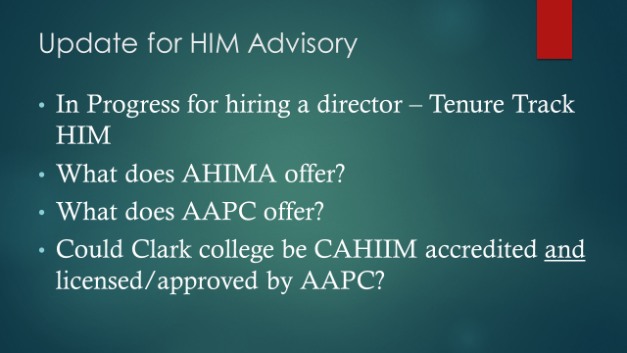 Update for HIM Advisory
• In Progress for hiring a director – Tenure Track
HIM
• What does AHIMA offer?
• What does AAPC offer?
• Could Clark college be CAHIIM accredited and
licensed/approved by AAPC?